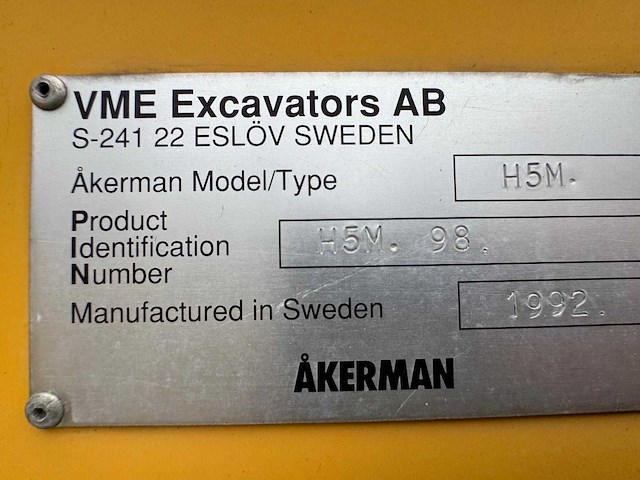 VME Excavators AB
S-241 22 ESLÖV SWEDEN
Åkerman Model/Type H5M.
Product
Identification H5M. 98.
Number
Manufactured in Sweden 1992.
ÅKERMAN